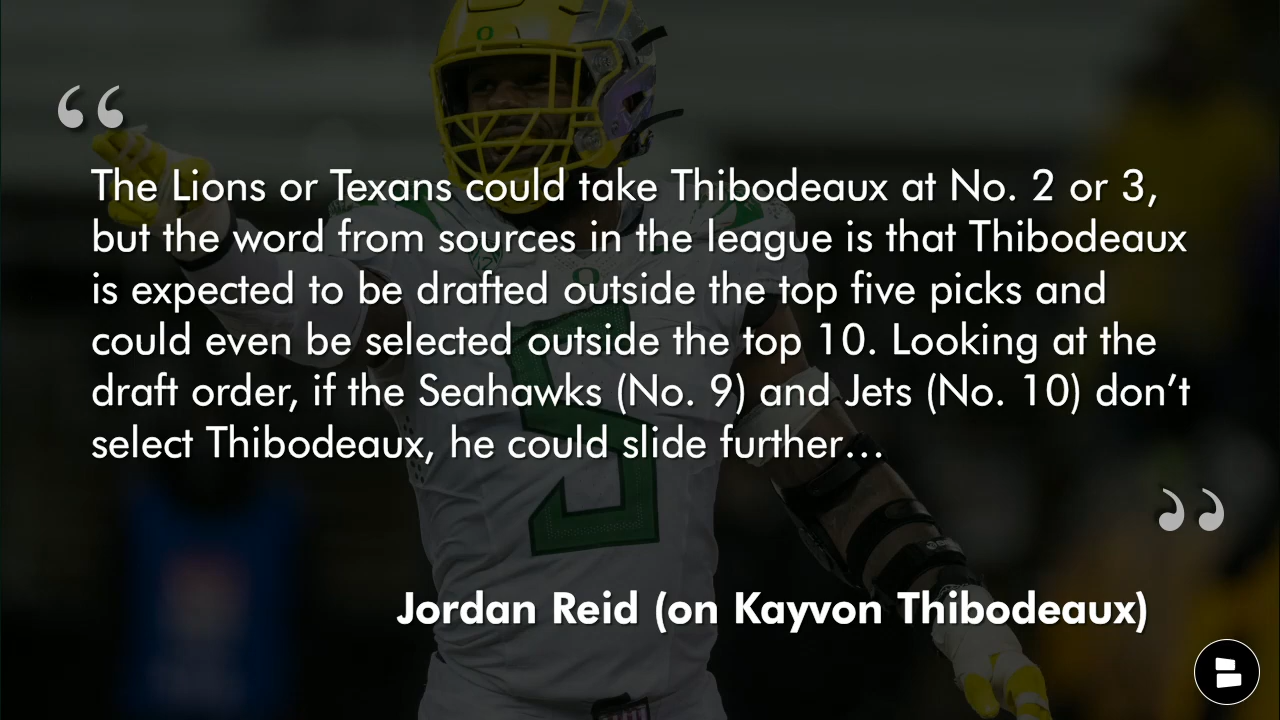 “
The Lions or Texans could take Thibodeaux at No. 2 or 3,
but the word from sources in the league is that Thibodeaux
is expected to be drafted outside the top five picks and
could even be selected outside the top 10. Looking at the
draft order, if the Seahawks (No. 9) and Jets (No. 10) don’t
select Thibodeaux, he could slide further…
”
Jordan Reid (on Kayvon Thibodeaux)
O
5
B